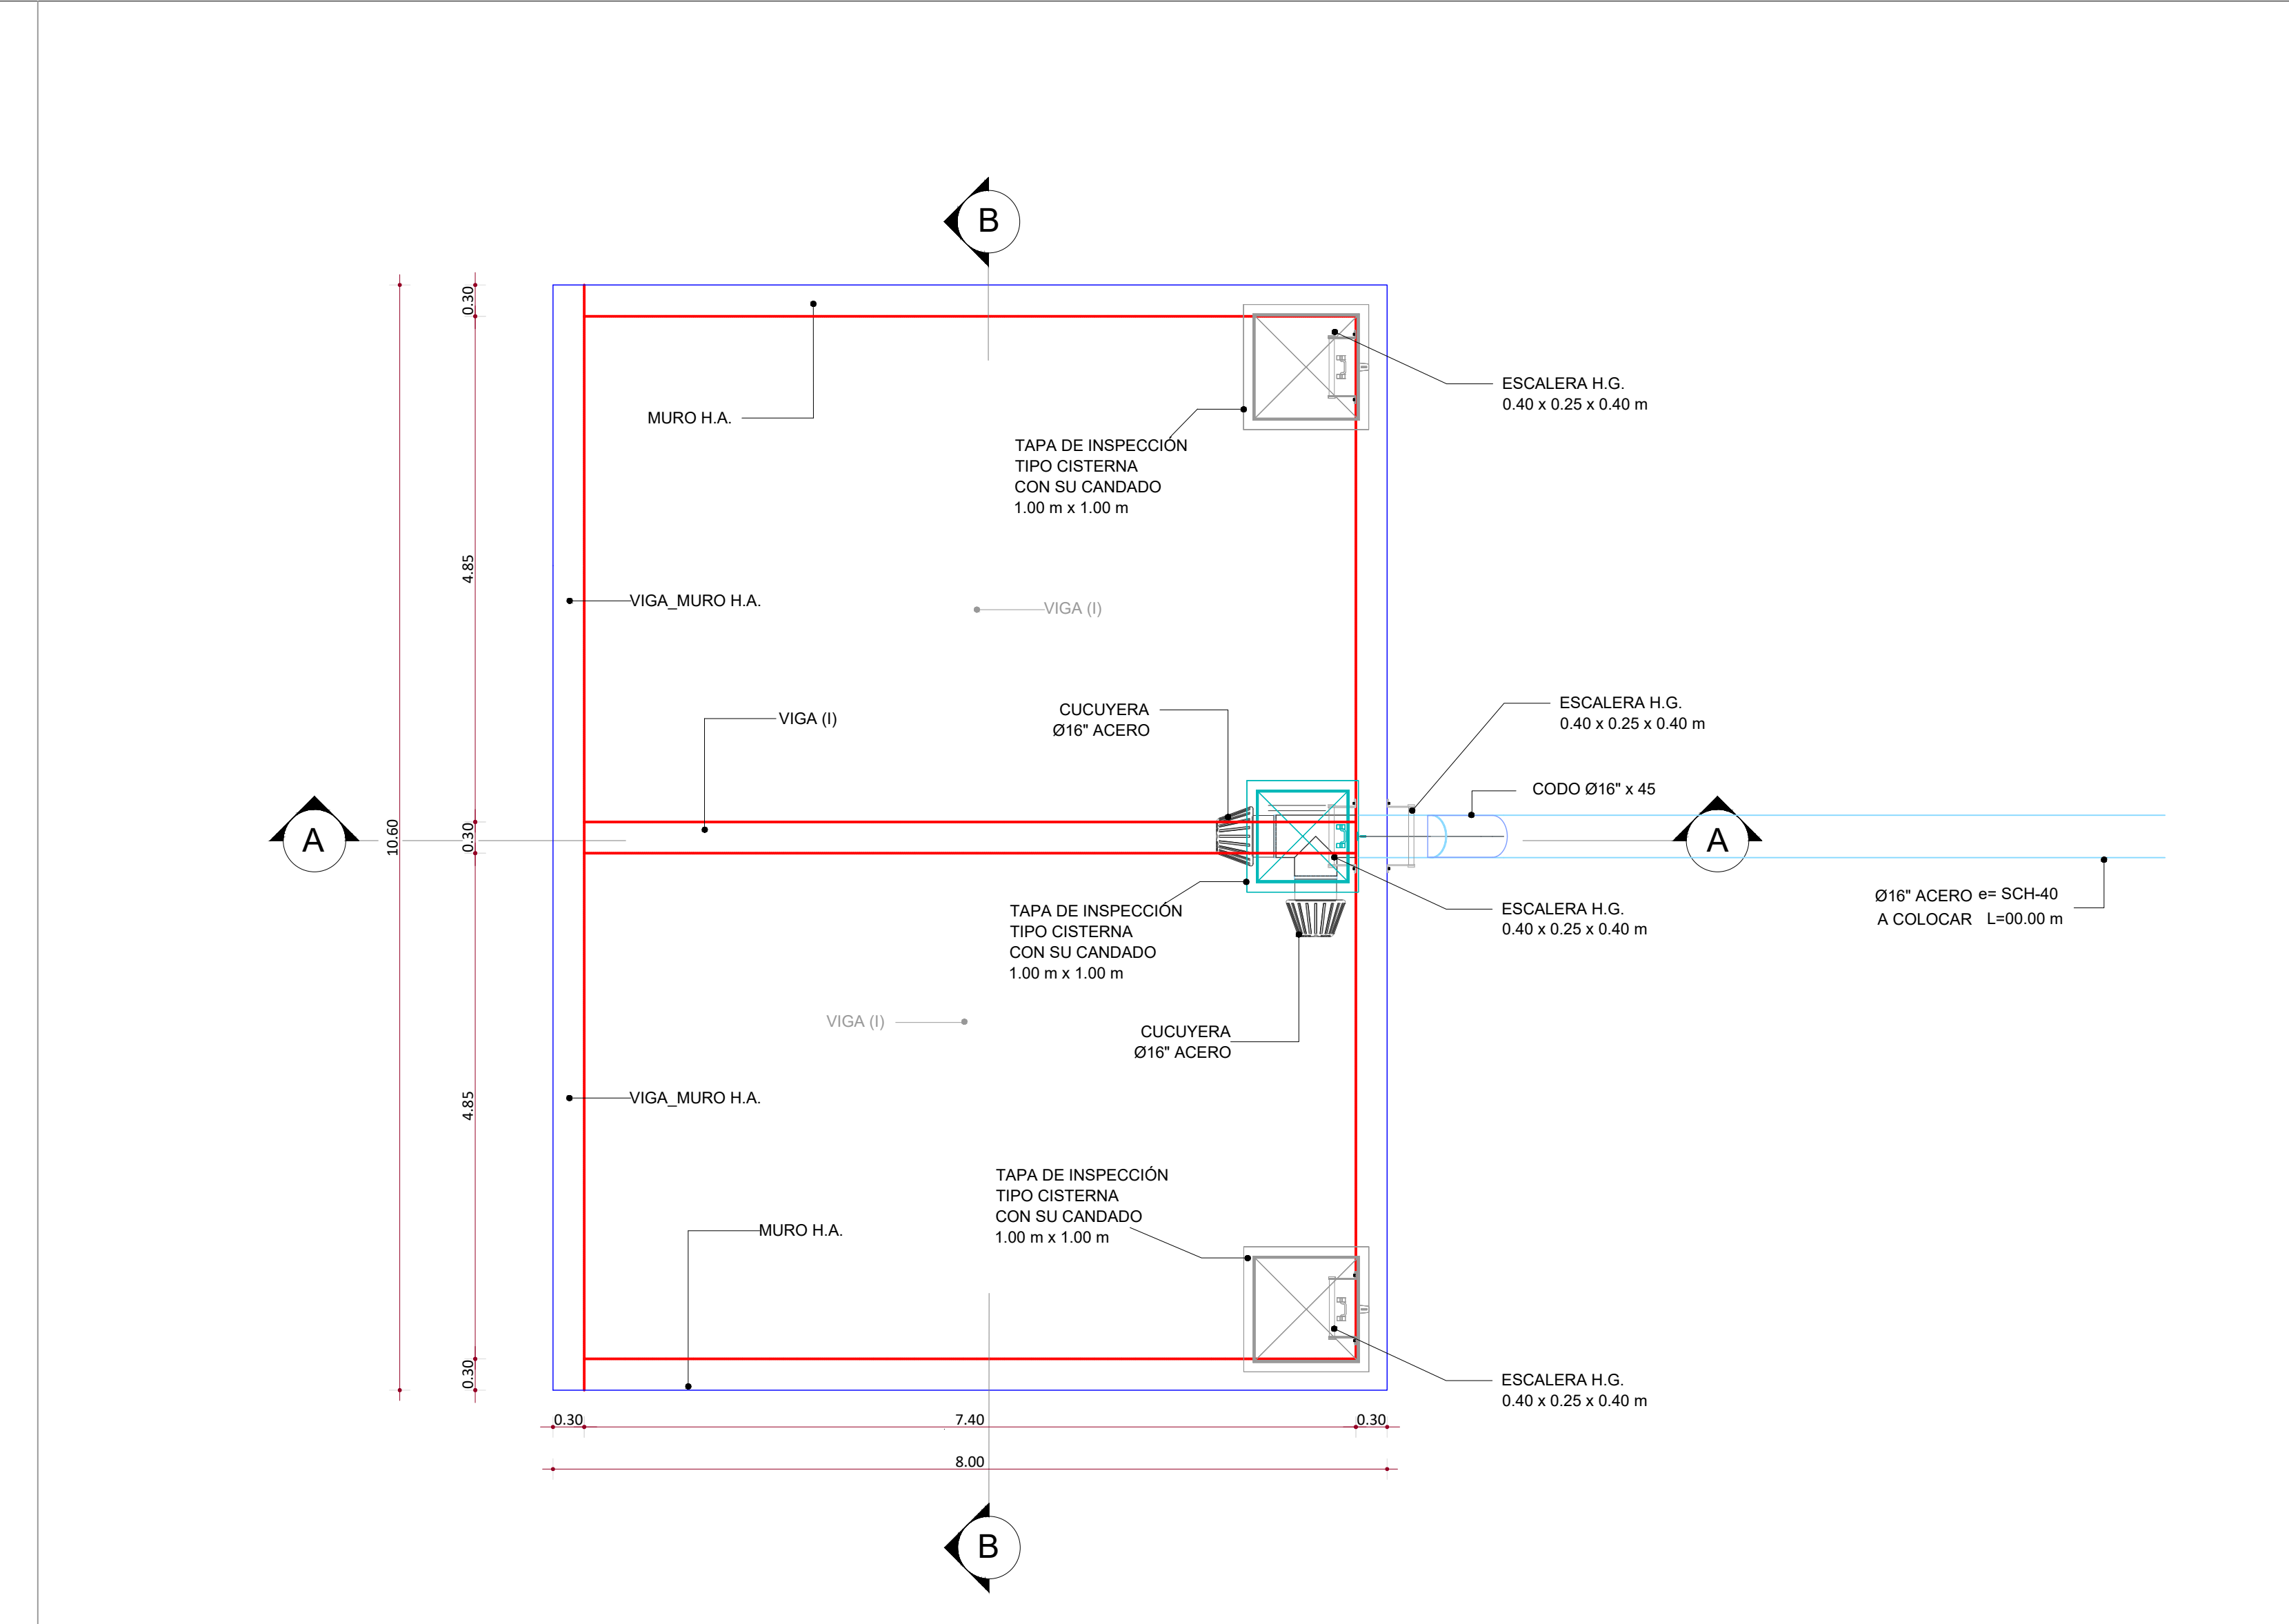 B
0.30
MURO H.A.
ESCALERA H.G.
0.40 x 0.25 x 0.40 m
TAPA DE INSPECCIÓN
TIPO CISTERNA
CON SU CANDADO
1.00 m x 1.00 m
4.85
VIGA_MURO H.A.
VIGA (I)
VIGA (I)
CUCUYERA
Ø16" ACERO
ESCALERA H.G.
0.40 x 0.25 x 0.40 m
CODO Ø16" x 45
A
10.60
0.30
A
Ø16" ACERO e= SCH-40
A COLOCAR L=00.00 m
TAPA DE INSPECCIÓN
TIPO CISTERNA
CON SU CANDADO
1.00 m x 1.00 m
ESCALERA H.G.
0.40 x 0.25 x 0.40 m
VIGA (I)
CUCUYERA
Ø16" ACERO
4.85
VIGA_MURO H.A.
TAPA DE INSPECCIÓN
TIPO CISTERNA
CON SU CANDADO
1.00 m x 1.00 m
MURO H.A.
0.30
ESCALERA H.G.
0.40 x 0.25 x 0.40 m
0.30 7.40 0.30
8.00
B